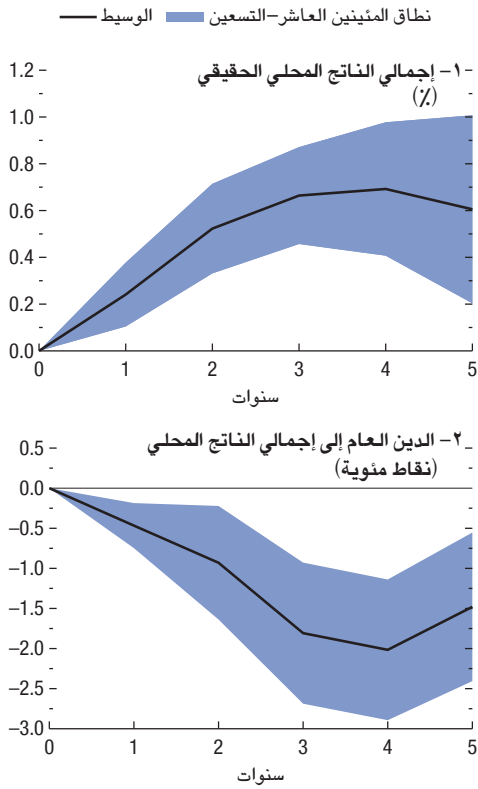 نطاق المئينين العاشر–التسعين الوسيط
١– إجمالي الناتج المحلي الحقيقي
(٪)
1.2
1.0
0.8
0.6
0.4
0.2
0.0
0 1 2 3 4 5
سنوات
٢– الدين العام إلى إجمالي الناتج المحلي
(نقاط مئوية)
0.5
0.0
–0.5
–1.0
–1.5
–2.0
–2.5
–3.0
0 1 2 3 4 5
سنوات